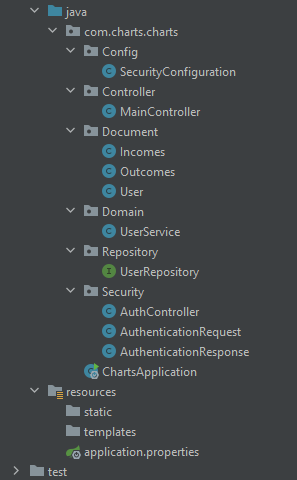 java
com.charts.charts
Config
SecurityConfiguration
Controller
MainController
Document
Incomes
Outcomes
User
Domain
UserService
Repository
UserRepository
Security
AuthController
AuthenticationRequest
AuthenticationResponse
ChartsApplication
resources
static
templates
application.properties
test